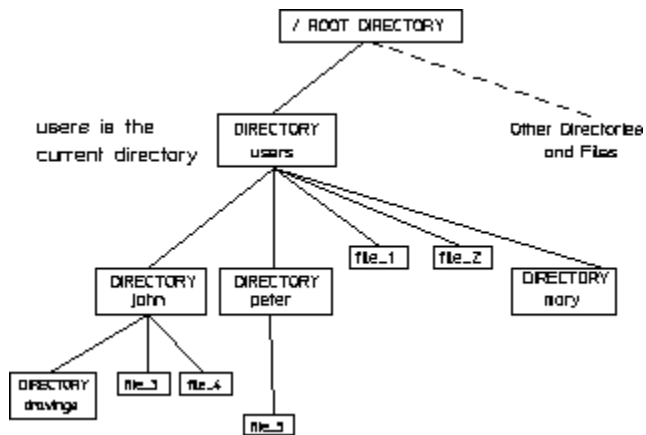 / ROOT DIRECTORY
users is the
current directory
DIRECTORY
users
Other Directories
and Files
file_1
file_2
DIRECTORY
john
DIRECTORY
peter
DIRECTORY
mary
DIRECTORY
drawings
file_3
file_4
file_5